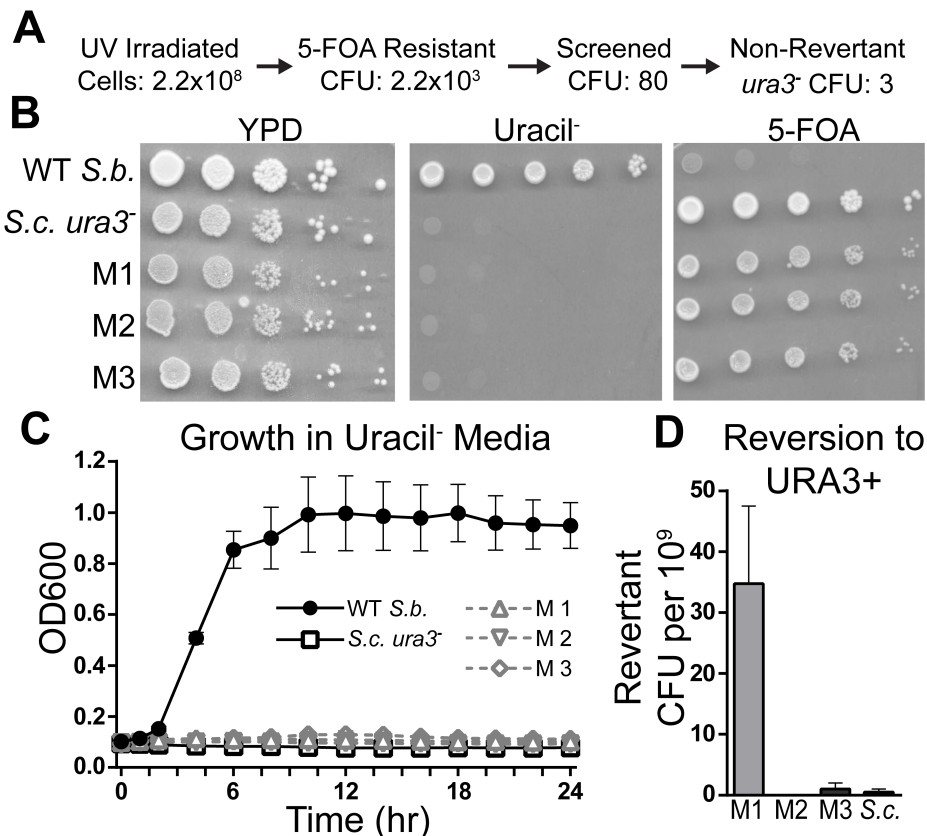 A
UV Irradiated
Cells: 2.2x10⁸
5-FOA Resistant
CFU: 2.2x10³
Screened
CFU: 80
Non-Revertant
ura3⁻ CFU: 3
B
YPD
Uracil⁻
5-FOA
WT S.b.
S.c. ura3⁻
M1
M2
M3
C
Growth in Uracil⁻ Media
OD600
1.2
1.0
0.8
0.6
0.4
0.2
0.0
WT S.b.
S.c. ura3⁻
M 1
M 2
M 3
0
6
12
18
24
Time (hr)
D
Reversion to
URA3+
Revertant
CFU per 10⁹
50
40
30
20
10
0
M1
M2
M3
S.c.